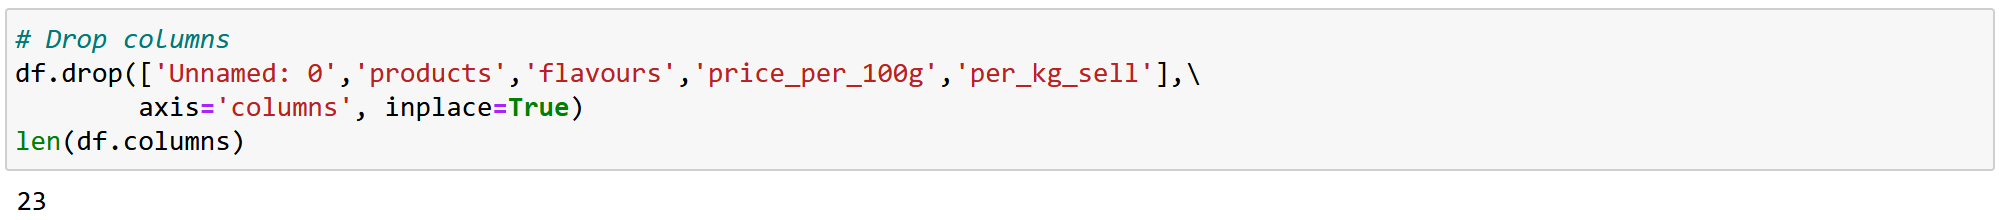 # Drop columns
df.drop(['Unnamed: 0','products','flavours','price_per_100g','per_kg_sell'],\
        axis='columns', inplace=True)
len(df.columns)
23